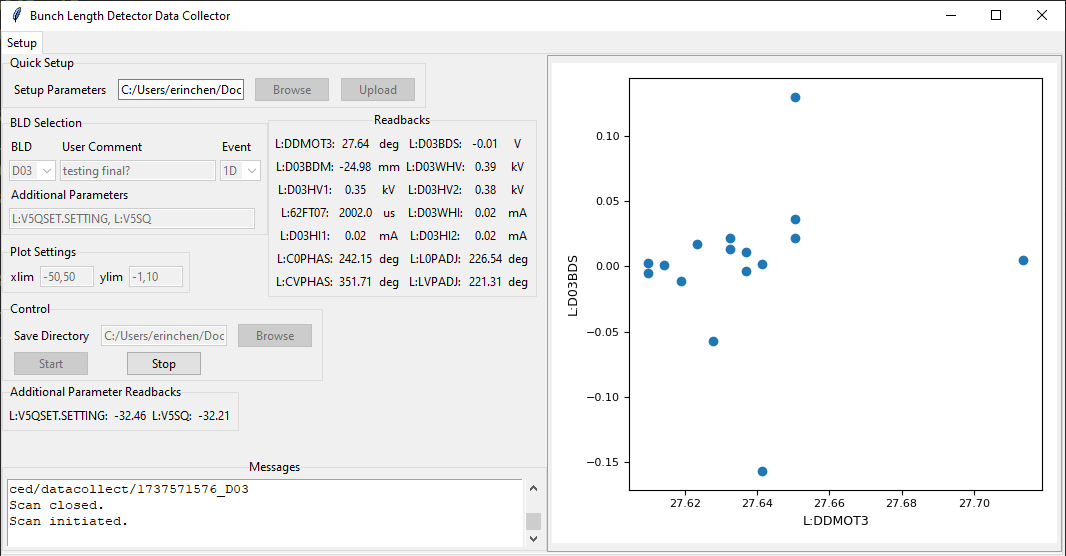 Bunch Length Detector Data Collector
Setup
Quick Setup
Setup Parameters C:/Users/erinchen/Doc Browse Upload
BLD Selection
BLD User Comment Event
D03 testing final? 1D
Additional Parameters
L:V5QSET.SETTING, L:V5SQ
Plot Settings
xlim -50,50 ylim -1,10
Control
Save Directory C:/Users/erinchen/Doc Browse
Start Stop
Additional Parameter Readbacks
L:V5QSET.SETTING: -32.46 L:V5SQ: -32.21
Readbacks
L:DDMOT3: 27.64 deg L:D03BDS: -0.01 V
L:D03BDM: -24.98 mm L:D03WHV: 0.39 kV
L:D03HV1: 0.35 kV L:D03HV2: 0.38 kV
L:62FT07: 2002.0 us L:D03WHI: 0.02 mA
L:D03HI1: 0.02 mA L:D03HI2: 0.02 mA
L:C0PHAS: 242.15 deg L:L0PADJ: 226.54 deg
L:CVPHAS: 351.71 deg L:LVPADJ: 221.31 deg
Messages
ced/datacollect/1737571576_D03
Scan closed.
Scan initiated.
L:D03BDS
0.10
0.05
0.00
−0.05
−0.10
−0.15
27.62 27.64 27.66 27.68 27.70
L:DDMOT3